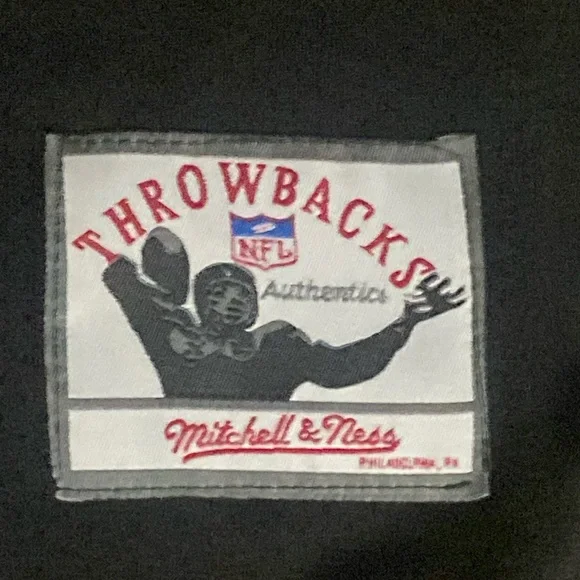 THROWBACKS
NFL
Authentics
Mitchell & Ness
PHILADELPHIA, PA